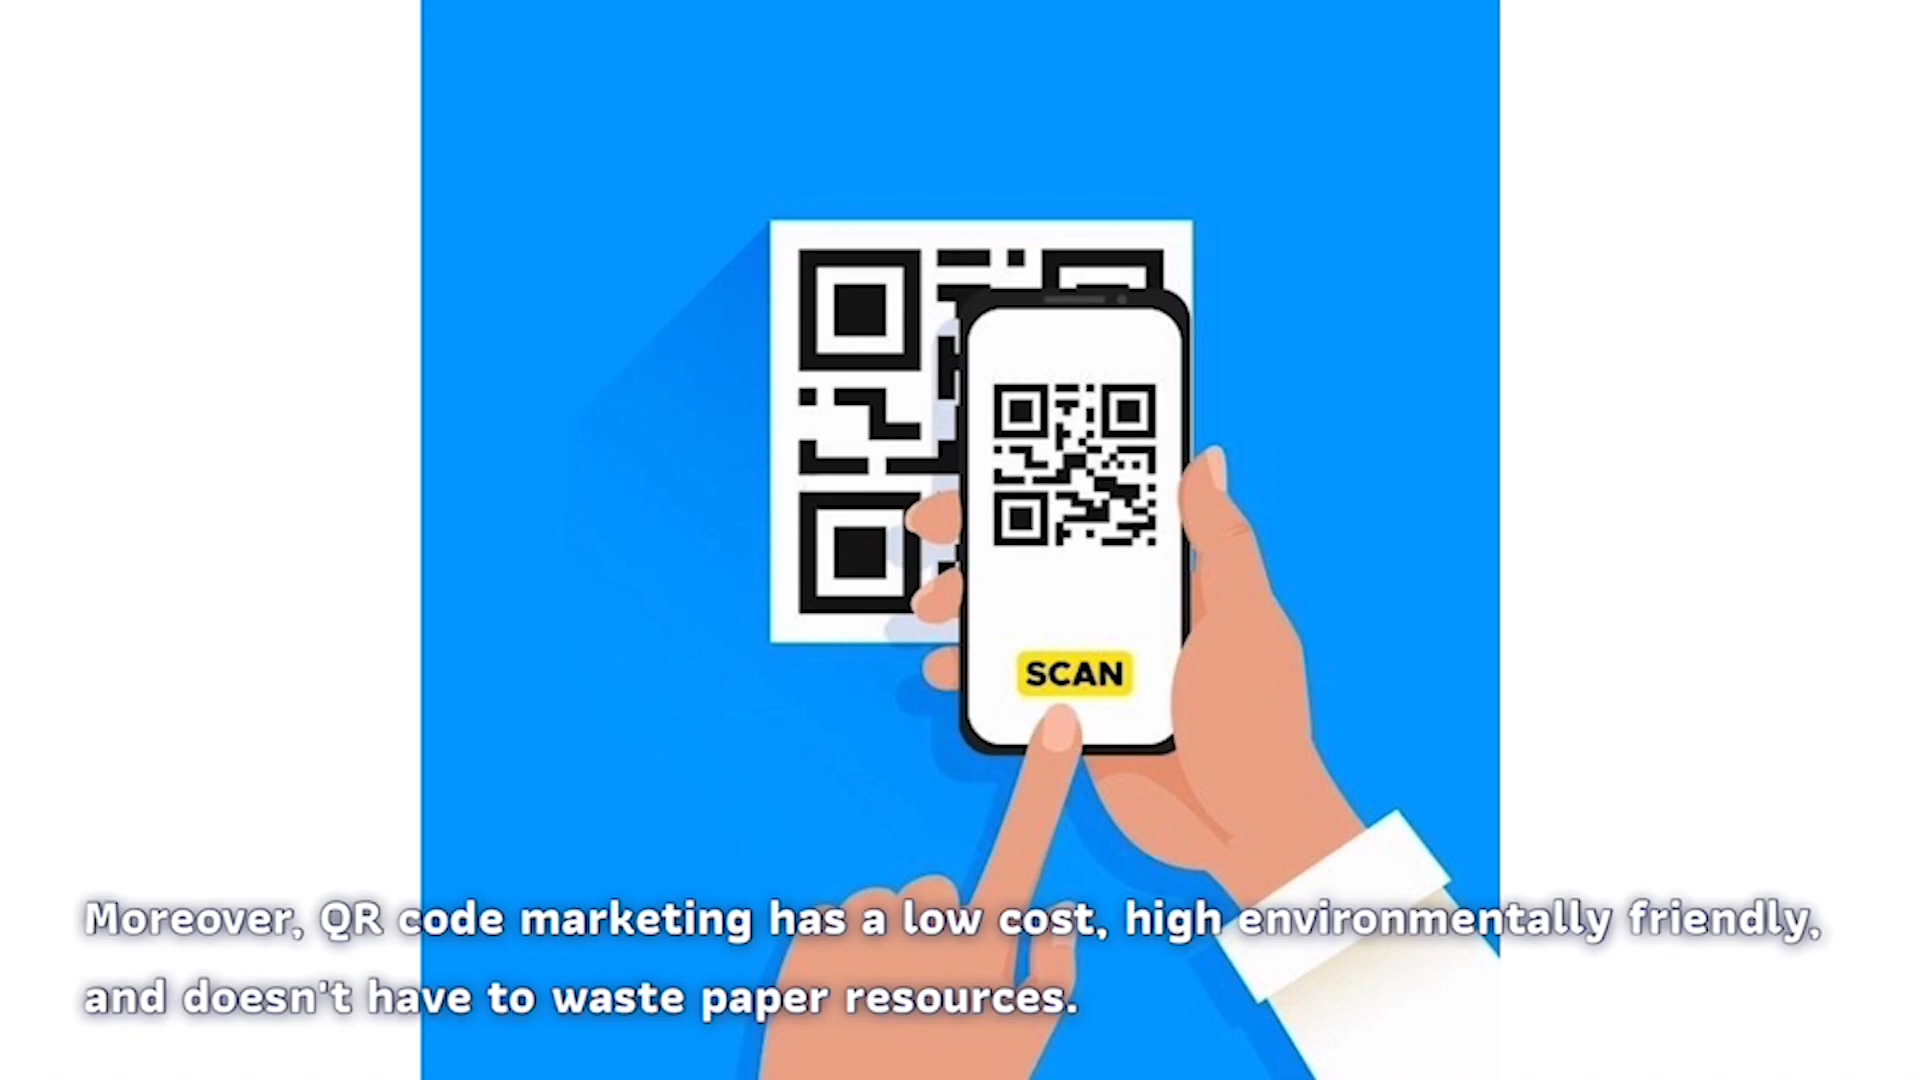 SCAN
Moreover, QR code marketing has a low cost, high environmentally friendly,
and doesn't have to waste paper resources.